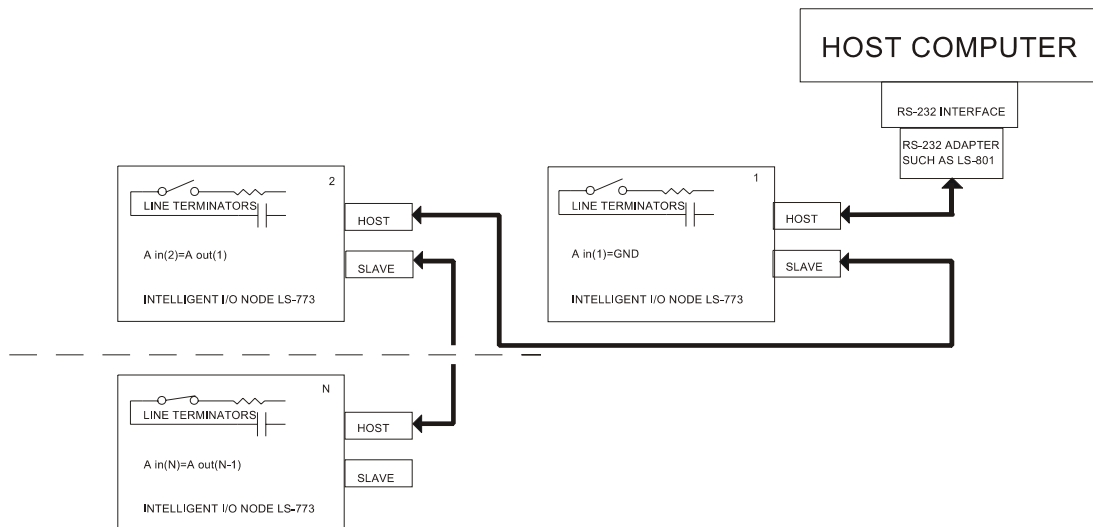 HOST COMPUTER
RS-232 INTERFACE
RS-232 ADAPTER
SUCH AS LS-801
2
LINE TERMINATORS
HOST
A in(2)=A out(1)
SLAVE
INTELLIGENT I/O NODE LS-773
1
LINE TERMINATORS
HOST
A in(1)=GND
SLAVE
INTELLIGENT I/O NODE LS-773
N
LINE TERMINATORS
HOST
A in(N)=A out(N-1)
SLAVE
INTELLIGENT I/O NODE LS-773